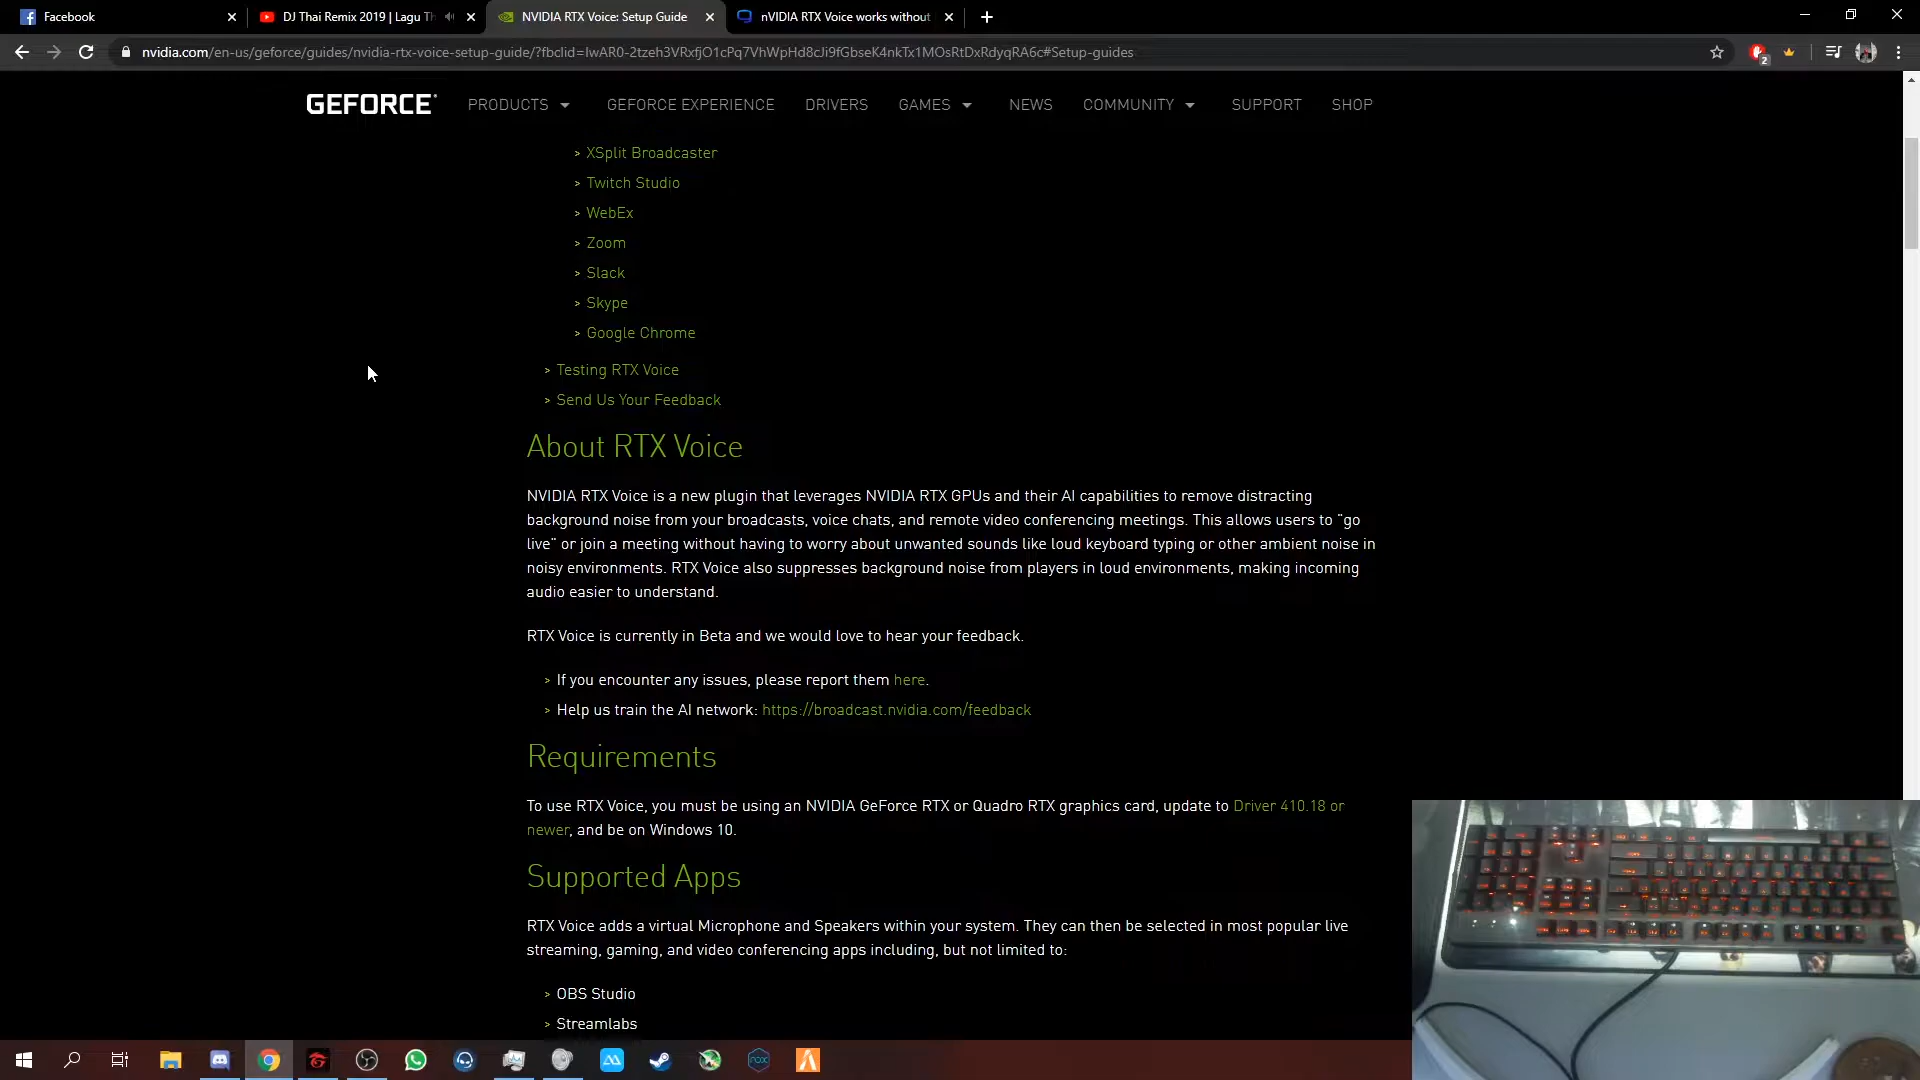 Facebook
DJ Thai Remix 2019 | Lagu Th
NVIDIA RTX Voice: Setup Guide
nVIDIA RTX Voice works without
nvidia.com/en-us/geforce/guides/nvidia-rtx-voice-setup-guide/?fbclid=IwAR0-2tzeh3VRxfjO1cPq7VhWpHd8cJi9fGbseK4nkTx1MOsRtDxRdyqRA6c#Setup-guides
2
GEFORCE
PRODUCTS
GEFORCE EXPERIENCE
DRIVERS
GAMES
NEWS
COMMUNITY
SUPPORT
SHOP
> XSplit Broadcaster
> Twitch Studio
> WebEx
> Zoom
> Slack
> Skype
> Google Chrome
> Testing RTX Voice
> Send Us Your Feedback
About RTX Voice
NVIDIA RTX Voice is a new plugin that leverages NVIDIA RTX GPUs and their AI capabilities to remove distracting
background noise from your broadcasts, voice chats, and remote video conferencing meetings. This allows users to "go
live" or join a meeting without having to worry about unwanted sounds like loud keyboard typing or other ambient noise in
noisy environments. RTX Voice also suppresses background noise from players in loud environments, making incoming
audio easier to understand.
RTX Voice is currently in Beta and we would love to hear your feedback.
> If you encounter any issues, please report them here.
> Help us train the AI network: https://broadcast.nvidia.com/feedback
Requirements
To use RTX Voice, you must be using an NVIDIA GeForce RTX or Quadro RTX graphics card, update to Driver 410.18 or
newer, and be on Windows 10.
Supported Apps
RTX Voice adds a virtual Microphone and Speakers within your system. They can then be selected in most popular live
streaming, gaming, and video conferencing apps including, but not limited to:
> OBS Studio
> Streamlabs